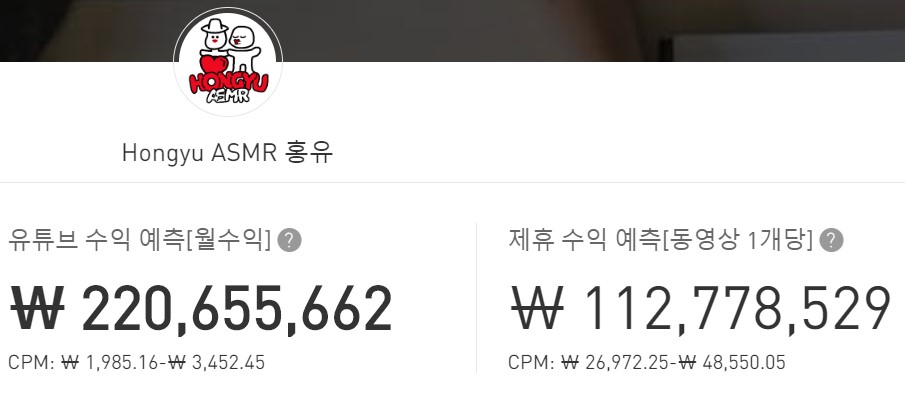 HONGYU
ASMR
Hongyu ASMR 홍유
유튜브 수익 예측[월수익] ?
₩ 220,655,662
CPM: ₩ 1,985.16-₩ 3,452.45
제휴 수익 예측[동영상 1개당] ?
₩ 112,778,529
CPM: ₩ 26,972.25-₩ 48,550.05